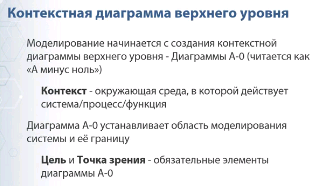 Контекстная диаграмма верхнего уровня
Моделирование начинается с создания контекстной
диаграммы верхнего уровня - Диаграммы А-0 (читается как
«А минус ноль»)
Контекст - окружающая среда, в которой действует
система/процесс/функция
Диаграмма А-0 устанавливает область моделирования
системы и её границу
Цель и Точка зрения - обязательные элементы
диаграммы А-0